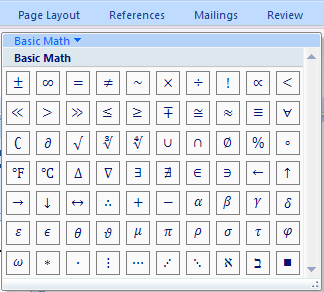 Page Layout References Mailings Review
Basic Math
Basic Math
± ∞ = ≠ ~ × ÷ ! ∝ <
≪ > ≫ ≤ ≥ ∓ ≅ ≈ ≡ ∀
∁ ∂ √ ∛ ∜ ∪ ∩ ∅ % °
℉ ℃ ∆ ∇ ∃ ∄ ∈ ∋ ← ↑
→ ↓ ↔ ∴ + − α β γ δ
ε ϵ θ ϑ μ π ρ σ τ φ
ω ∗ ∙ ⋮ ⋯ ⋰ ⋱ ℵ ℶ ∎